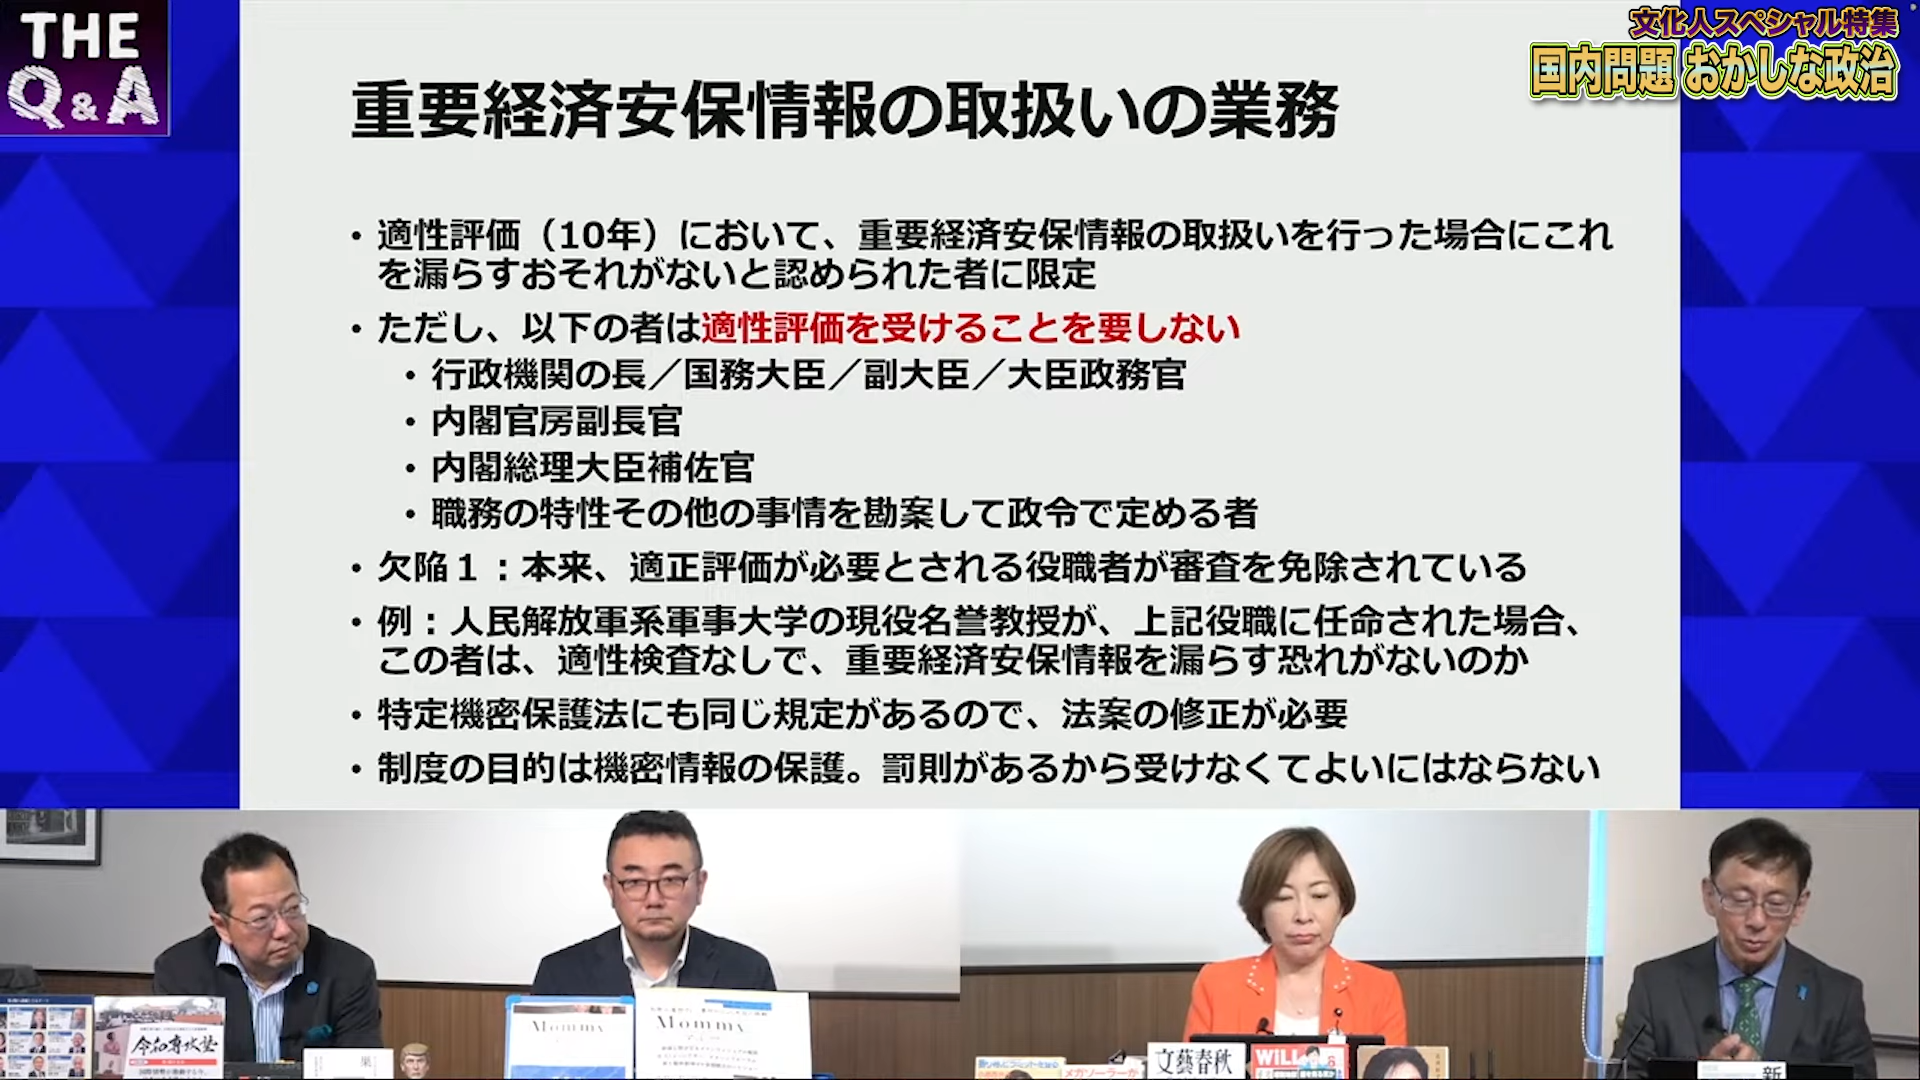 THE
Q&A
文化人スペシャル特集
国内問題 おかしな政治
重要経済安保情報の取扱いの業務
・適性評価（10年）において、重要経済安保情報の取扱いを行った場合にこれ
を漏らすおそれがないと認められた者に限定
・ただし、以下の者は適性評価を受けることを要しない
・行政機関の長／国務大臣／副大臣／大臣政務官
・内閣官房副長官
・内閣総理大臣補佐官
・職務の特性その他の事情を勘案して政令で定める者
・欠陥１：本来、適正評価が必要とされる役職者が審査を免除されている
・例：人民解放軍系軍事大学の現役名誉教授が、上記役職に任命された場合、
この者は、適性検査なしで、重要経済安保情報を漏らす恐れがないのか
・特定機密保護法にも同じ規定があるので、法案の修正が必要
・制度の目的は機密情報の保護。罰則があるから受けなくてよいにはならない
令和専攻塾
Mommy
Mommy
文藝春秋
WiLL
メガソーラーが
新